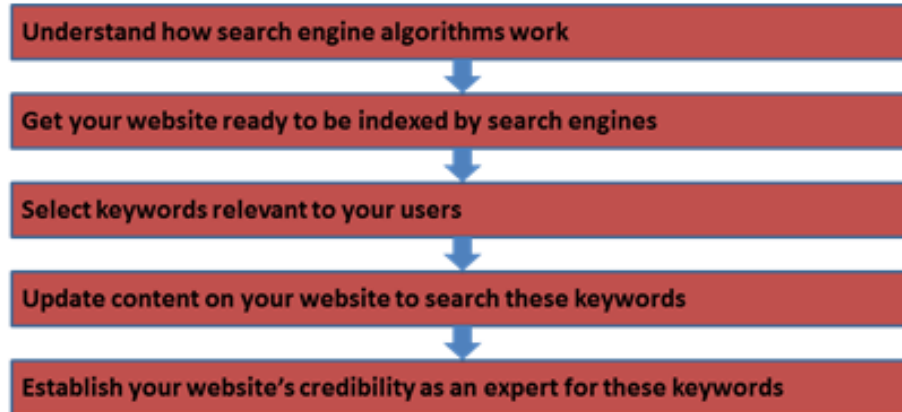 Understand how search engine algorithms work
Get your website ready to be indexed by search engines
Select keywords relevant to your users
Update content on your website to search these keywords
Establish your website's credibility as an expert for these keywords